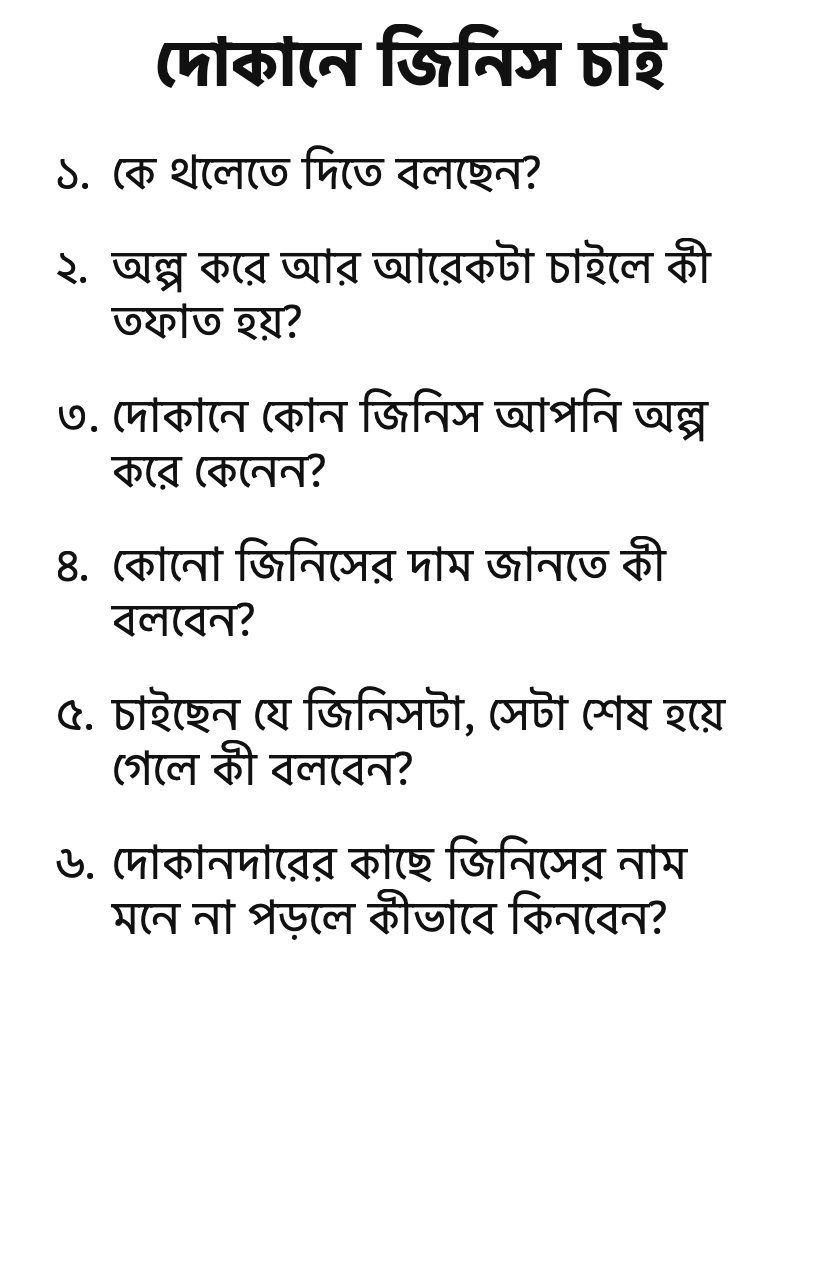 দোকানে জিনিস চাই
১. কে থলেতে দিতে বলছেন?
২. অল্প করে আর আরেকটা চাইলে কী
তফাত হয়?
৩. দোকানে কোন জিনিস আপনি অল্প
করে কেনেন?
৪. কোনো জিনিসের দাম জানতে কী
বলবেন?
৫. চাইছেন যে জিনিসটা, সেটা শেষ হয়ে
গেলে কী বলবেন?
৬. দোকানদারের কাছে জিনিসের নাম
মনে না পড়লে কীভাবে কিনবেন?